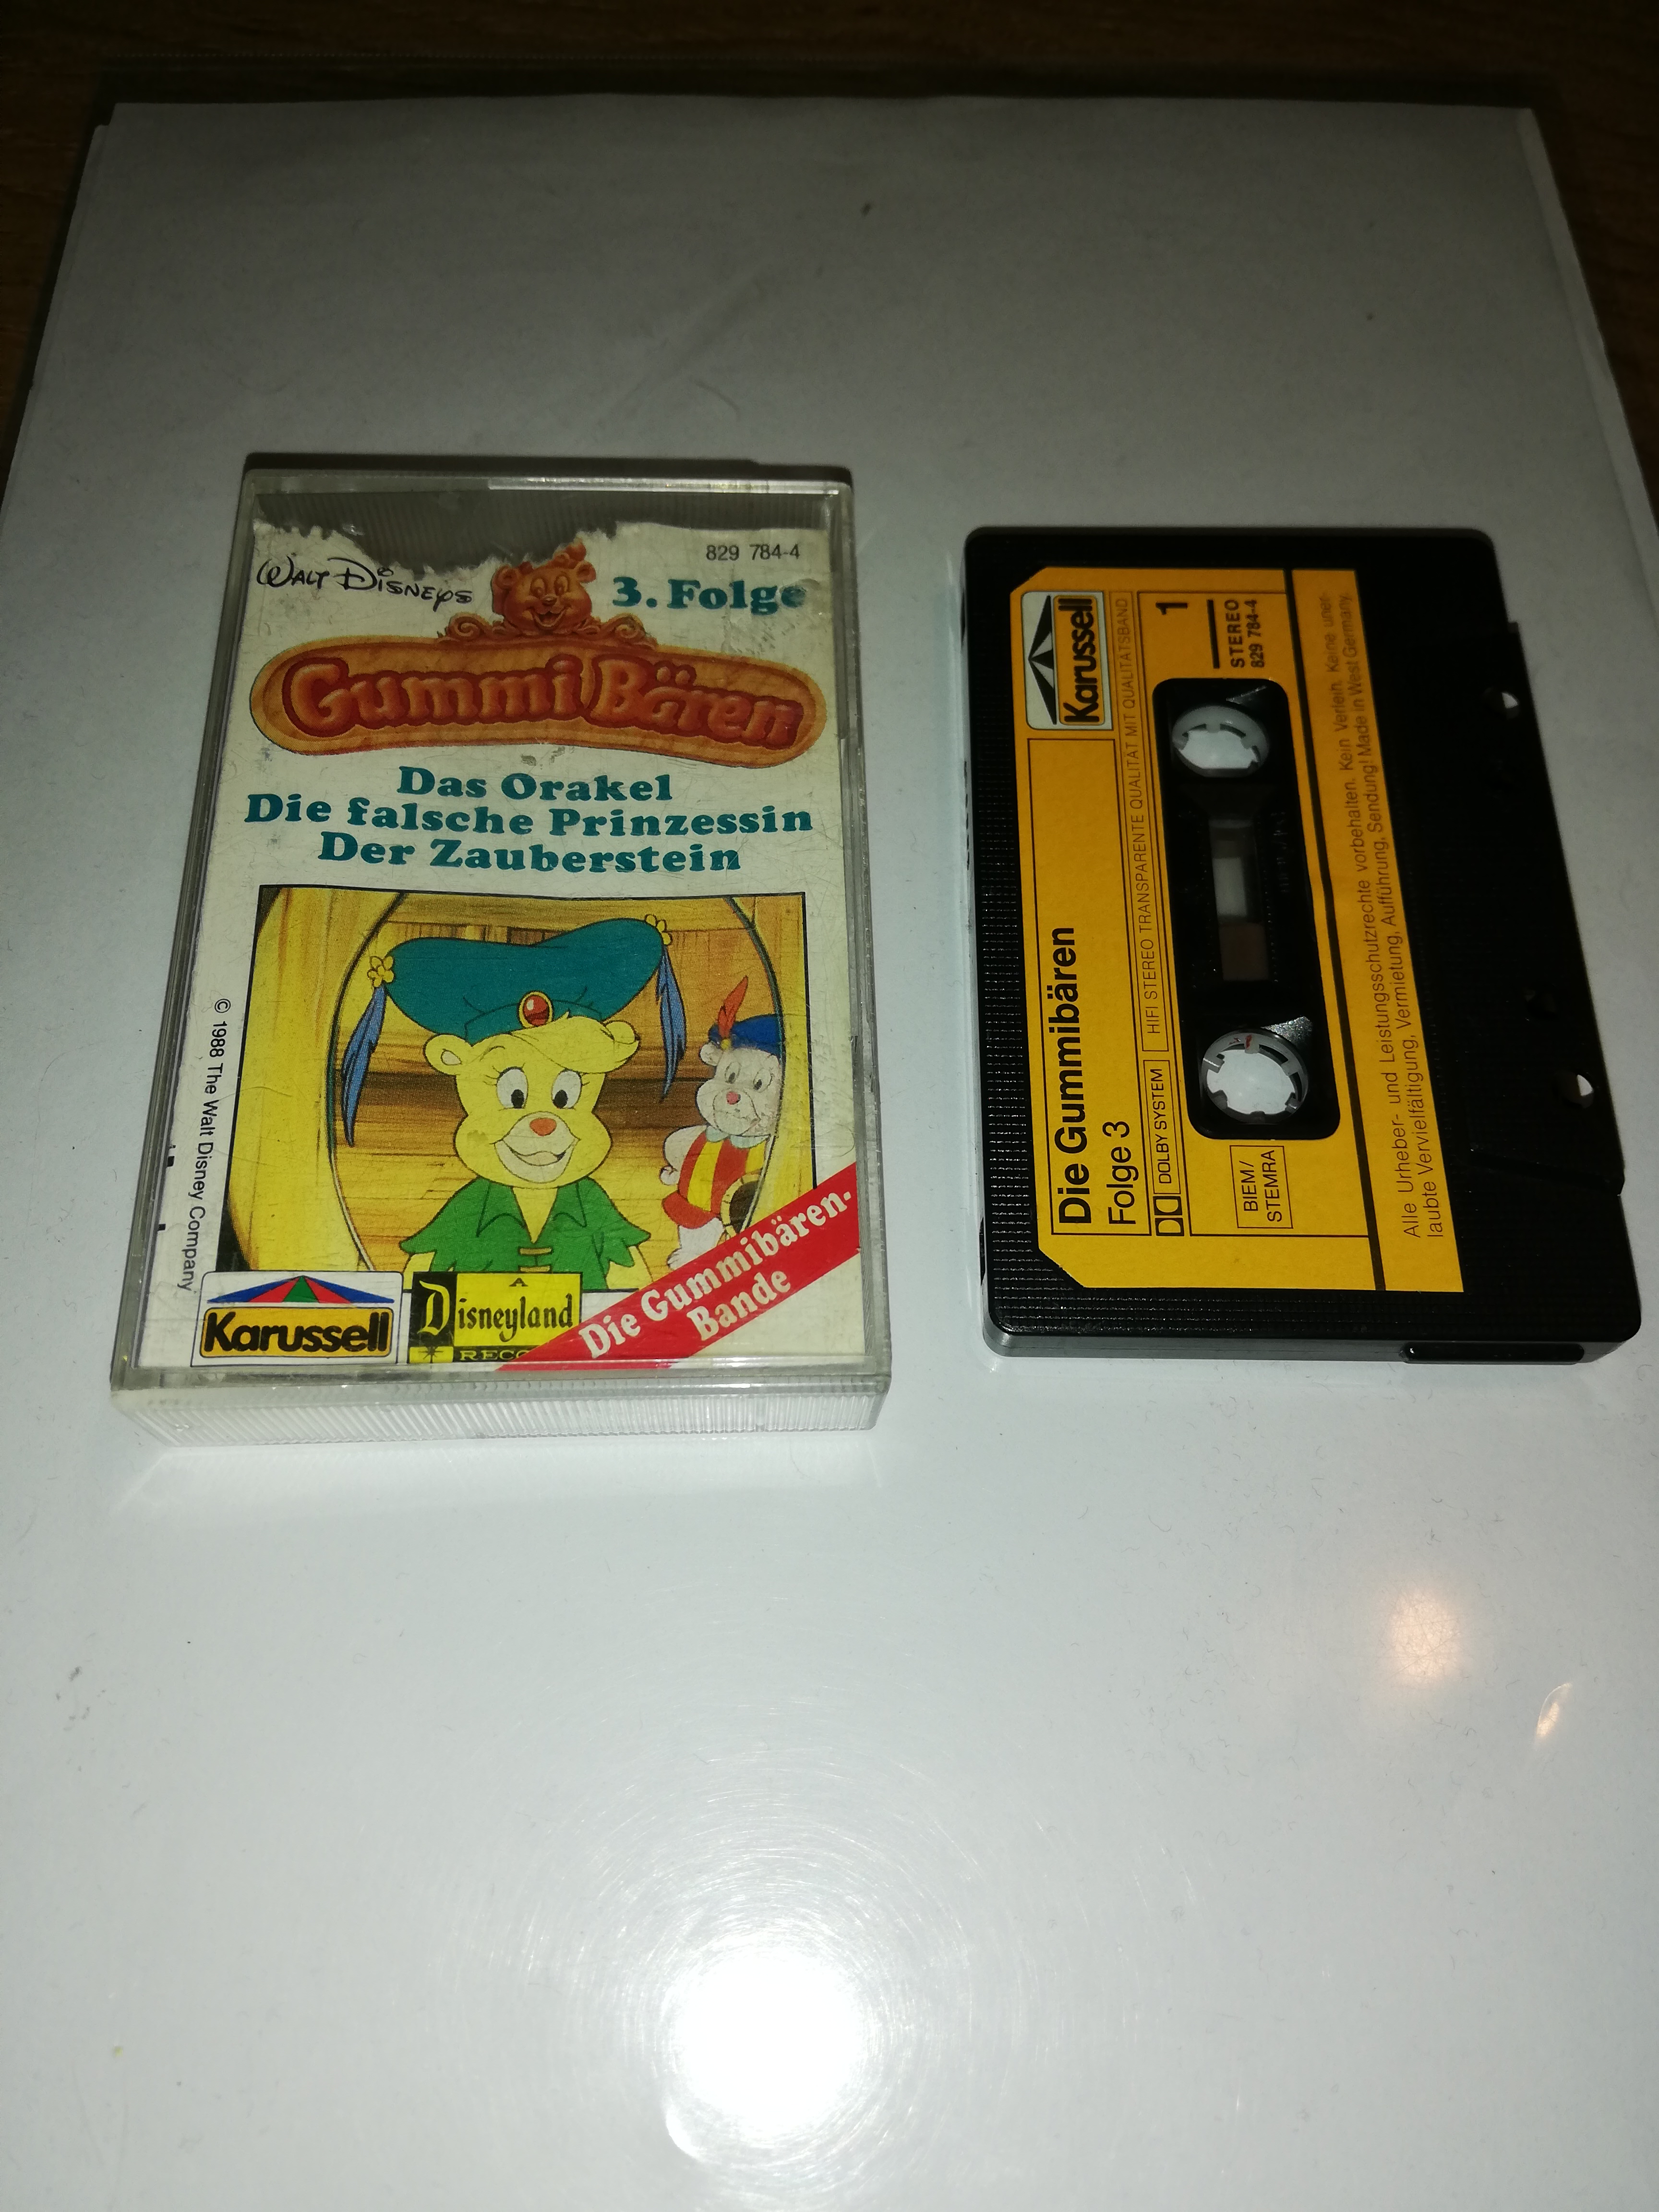 829 784-4
WALT DISNEYS
3. Folge
Gummi Bären
Das Orakel
Die falsche Prinzessin
Der Zauberstein
© 1988 The Walt Disney Company
Karussell
A
Disneyland
Die Gummibären-
Bande
Karussell
Die Gummibären
Folge 3
DOLBY SYSTEM
HIFI STEREO TRANSPARENTE QUALITÄT MIT QUALITÄTSBAND
1
STEREO
829 784-4
BIEM/
STEMRA
Alle Urheber- und Leistungsschutzrechte vorbehalten. Kein Verleih. Keine uner-
laubte Vervielfältigung, Vermietung, Aufführung, Sendung! Made in West Germany.